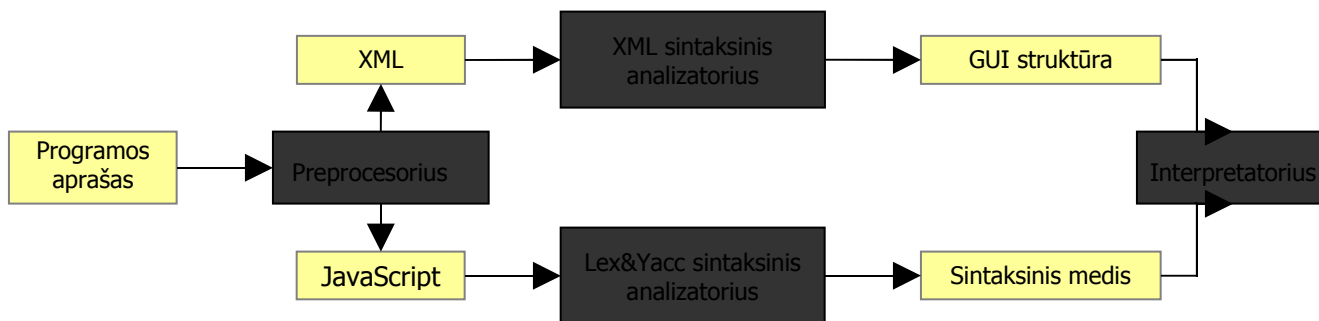 XML
XML sintaksinis
analizatorius
GUI struktūra
Programos
aprašas
Preprocesorius
Interpretatorius
JavaScript
Lex&Yacc sintaksinis
analizatorius
Sintaksinis medis